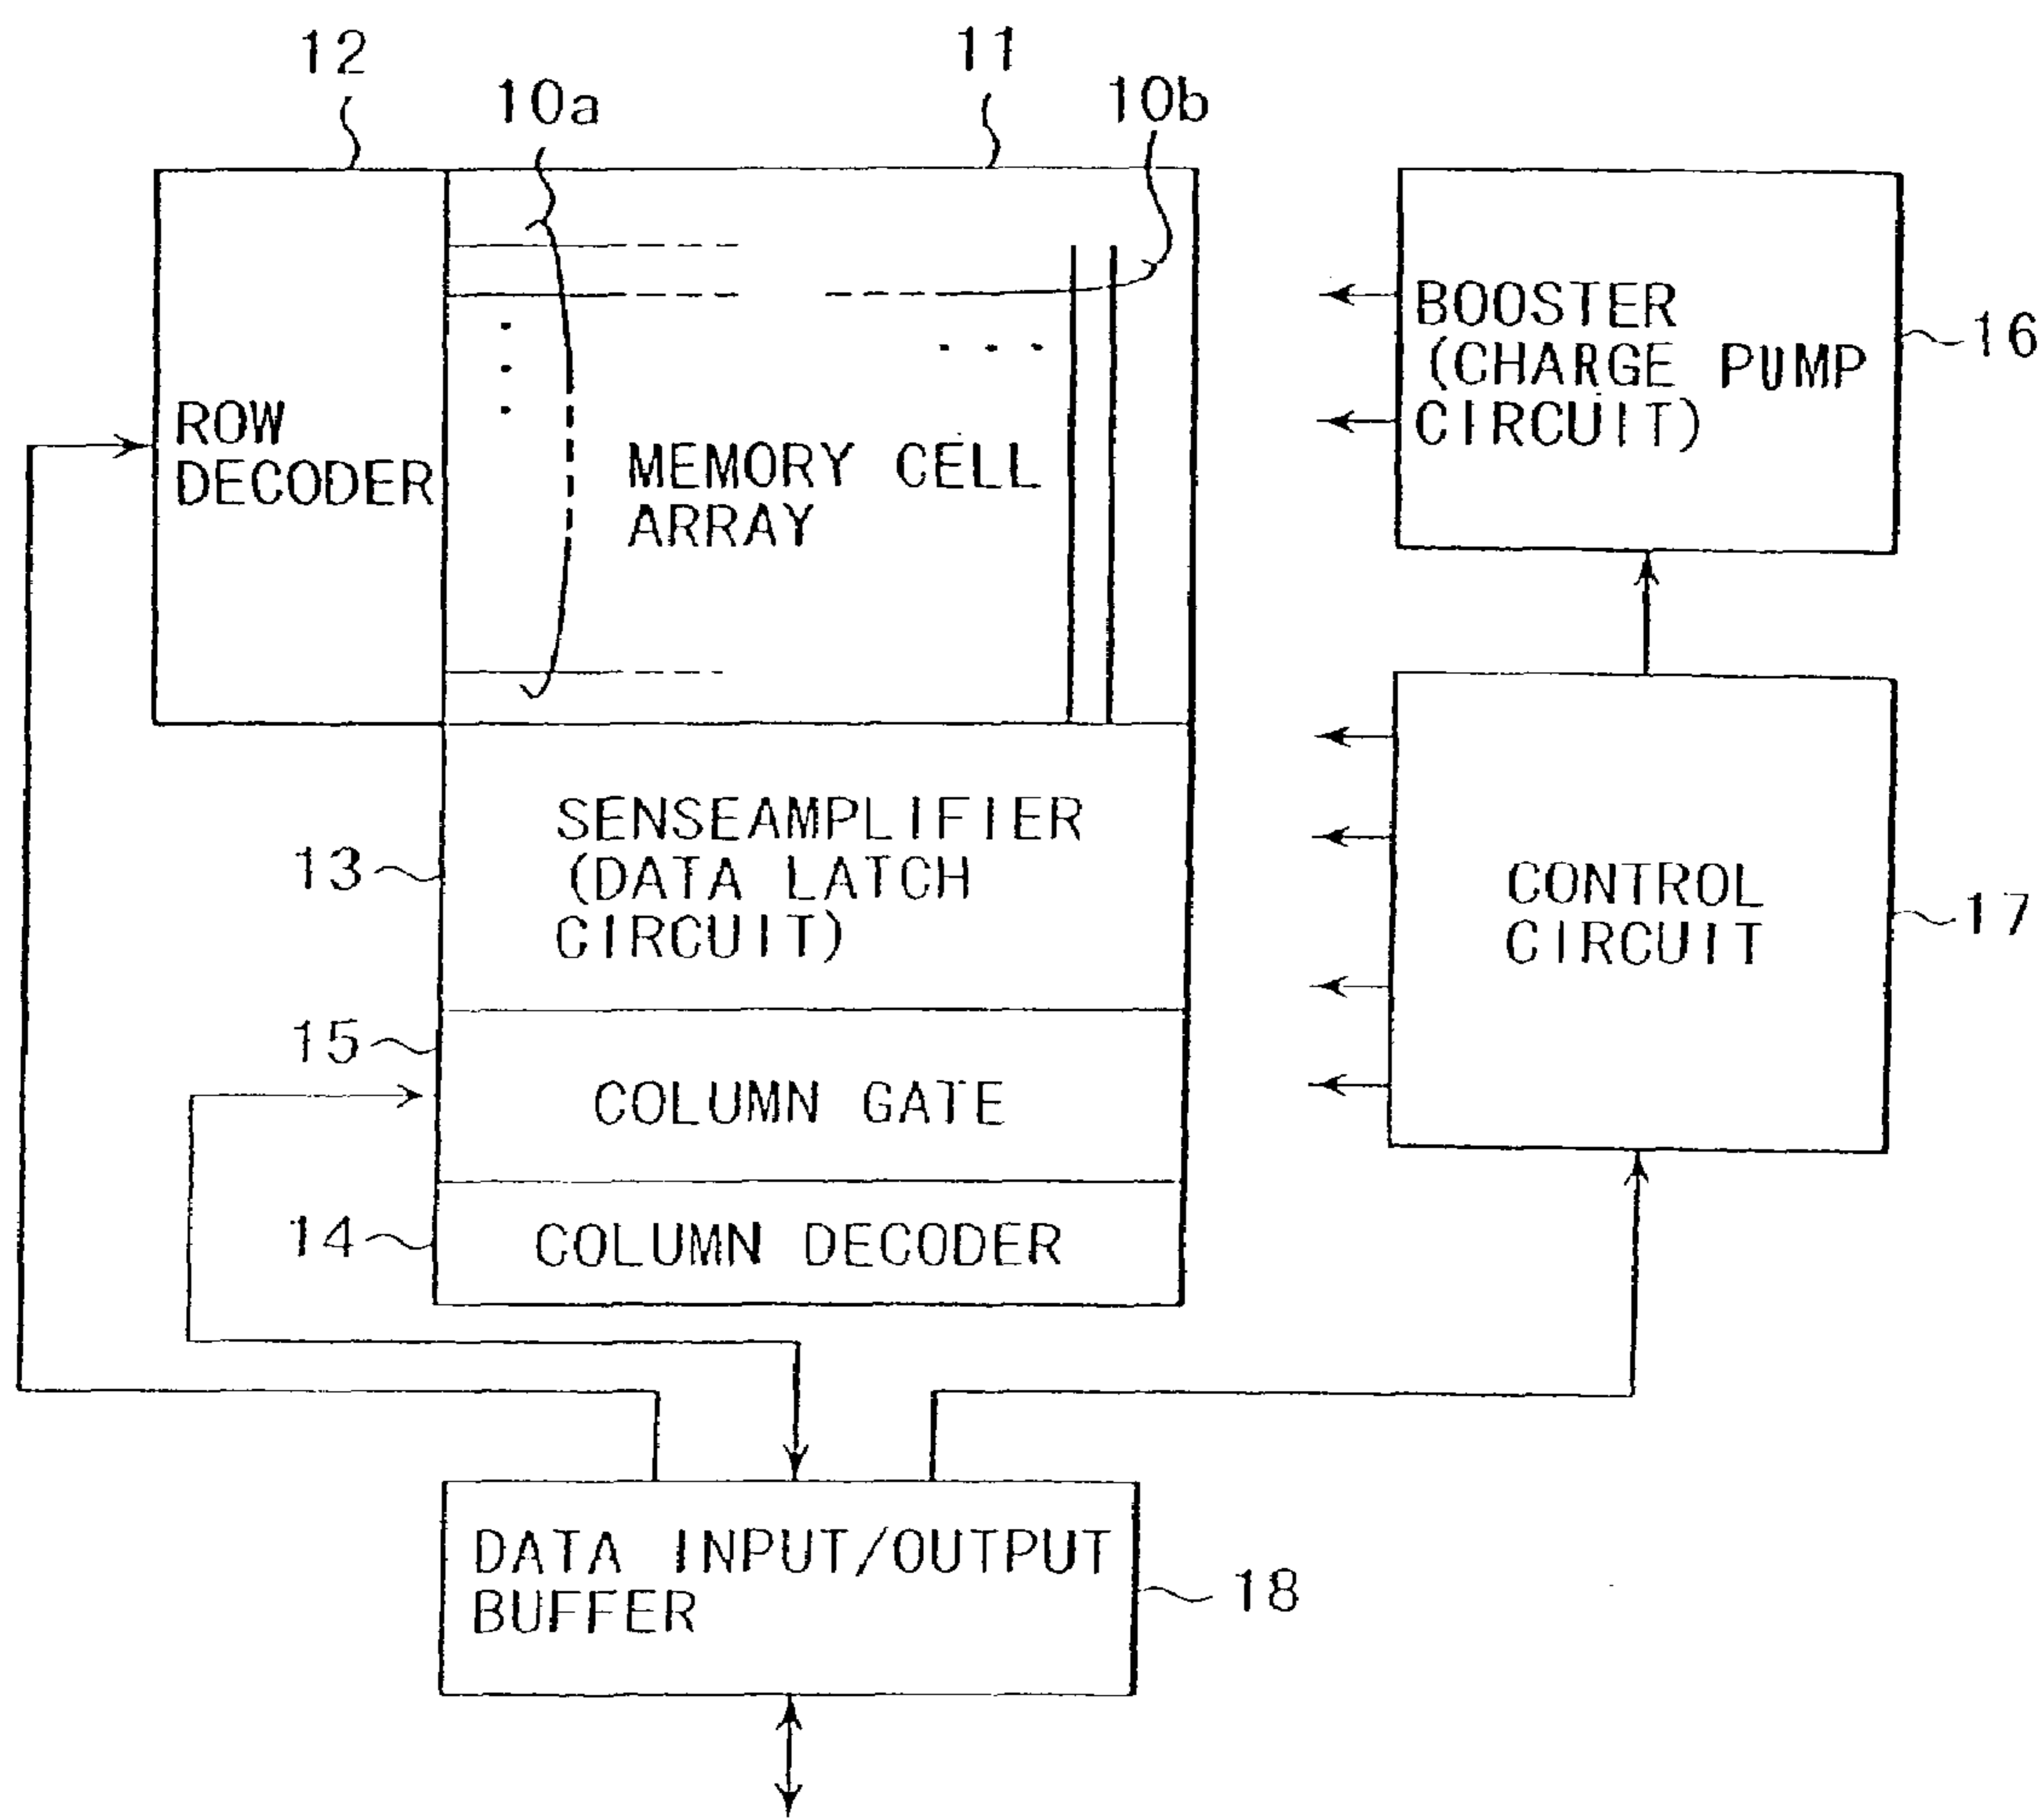 12
11
10a
10b
ROW
DECODER
MEMORY CELL
ARRAY
BOOSTER
(CHARGE PUMP
CIRCUIT)
16
SENSEAMPLIFIER
(DATA LATCH
CIRCUIT)
13
CONTROL
CIRCUIT
17
15
COLUMN GATE
14
COLUMN DECODER
DATA INPUT/OUTPUT
BUFFER
18